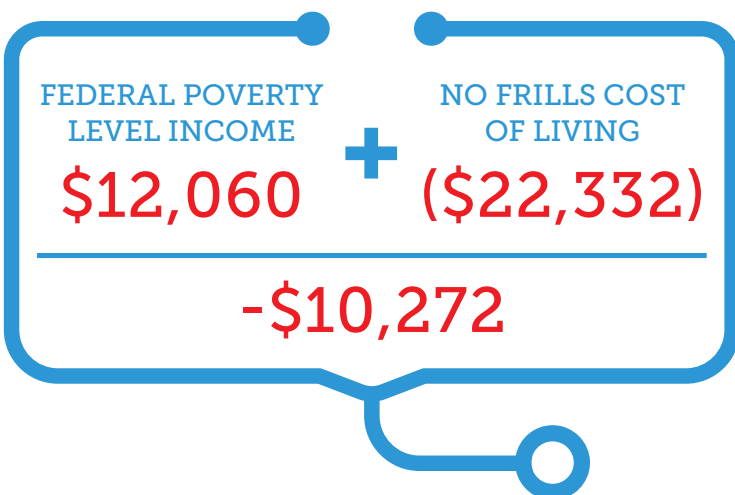 FEDERAL POVERTY
LEVEL INCOME
$12,060
+
NO FRILLS COST
OF LIVING
($22,332)
-$10,272